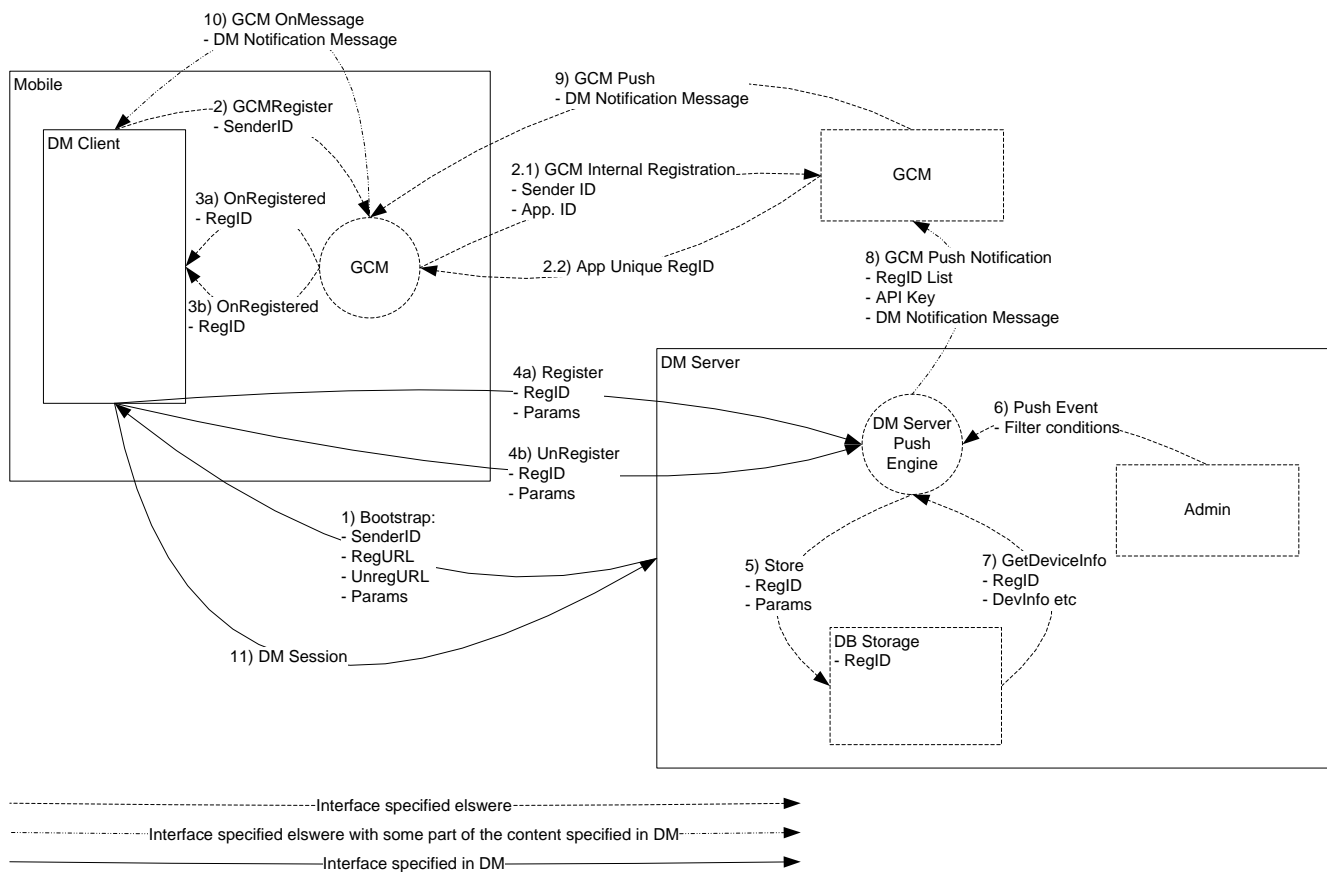 10) GCM OnMessage
- DM Notification Message
Mobile
9) GCM Push
- DM Notification Message
2) GCMRegister
- SenderID
DM Client
2.1) GCM Internal Registration
- Sender ID
- App. ID
GCM
3a) OnRegistered
- RegID
GCM
2.2) App Unique RegID
8) GCM Push Notification
- RegID List
- API Key
- DM Notification Message
3b) OnRegistered
- RegID
DM Server
4a) Register
- RegID
- Params
6) Push Event
- Filter conditions
DM Server
Push
Engine
4b) UnRegister
- RegID
- Params
Admin
1) Bootstrap:
- SenderID
- RegURL
- UnregURL
- Params
5) Store
- RegID
- Params
7) GetDeviceInfo
- RegID
- DevInfo etc
DB Storage
- RegID
11) DM Session
Interface specified elswere
Interface specified elswere with some part of the content specified in DM
Interface specified in DM